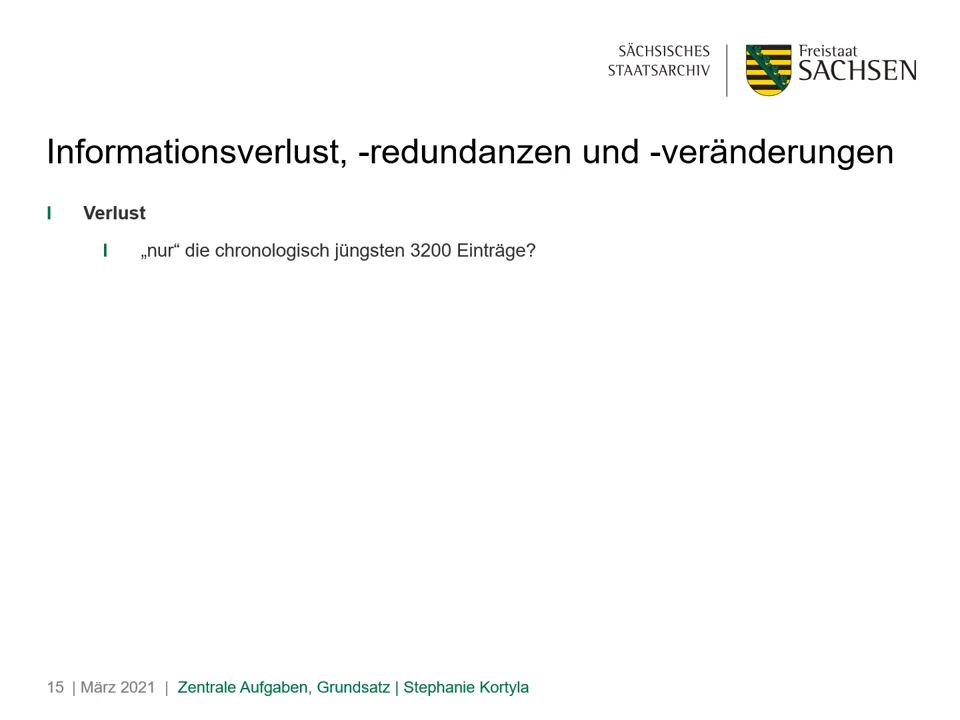 SÄCHSISCHES
STAATSARCHIV
Freistaat
SACHSEN
Informationsverlust, -redundanzen und -veränderungen
I Verlust
I „nur“ die chronologisch jüngsten 3200 Einträge?
15 | März 2021 | Zentrale Aufgaben, Grundsatz | Stephanie Kortyla